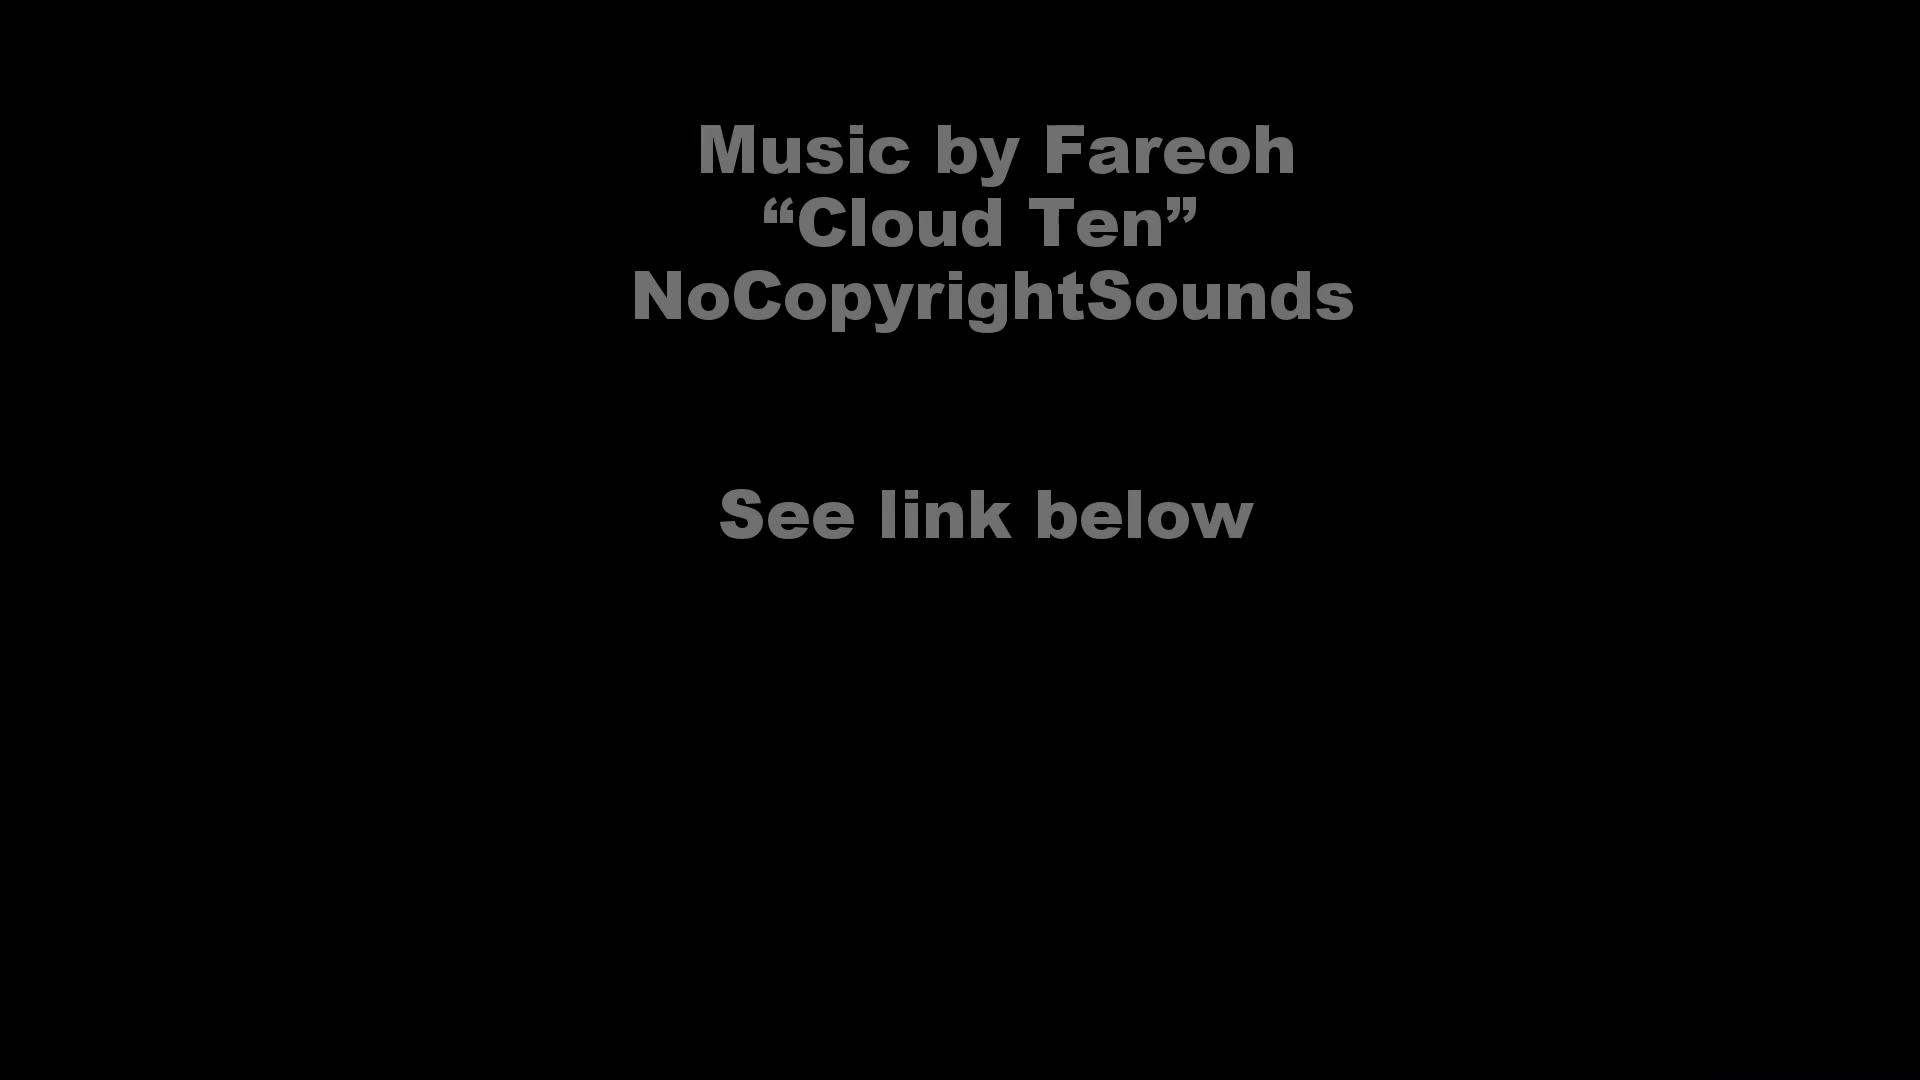 Music by Fareoh
“Cloud Ten”
NoCopyrightSounds
See link below